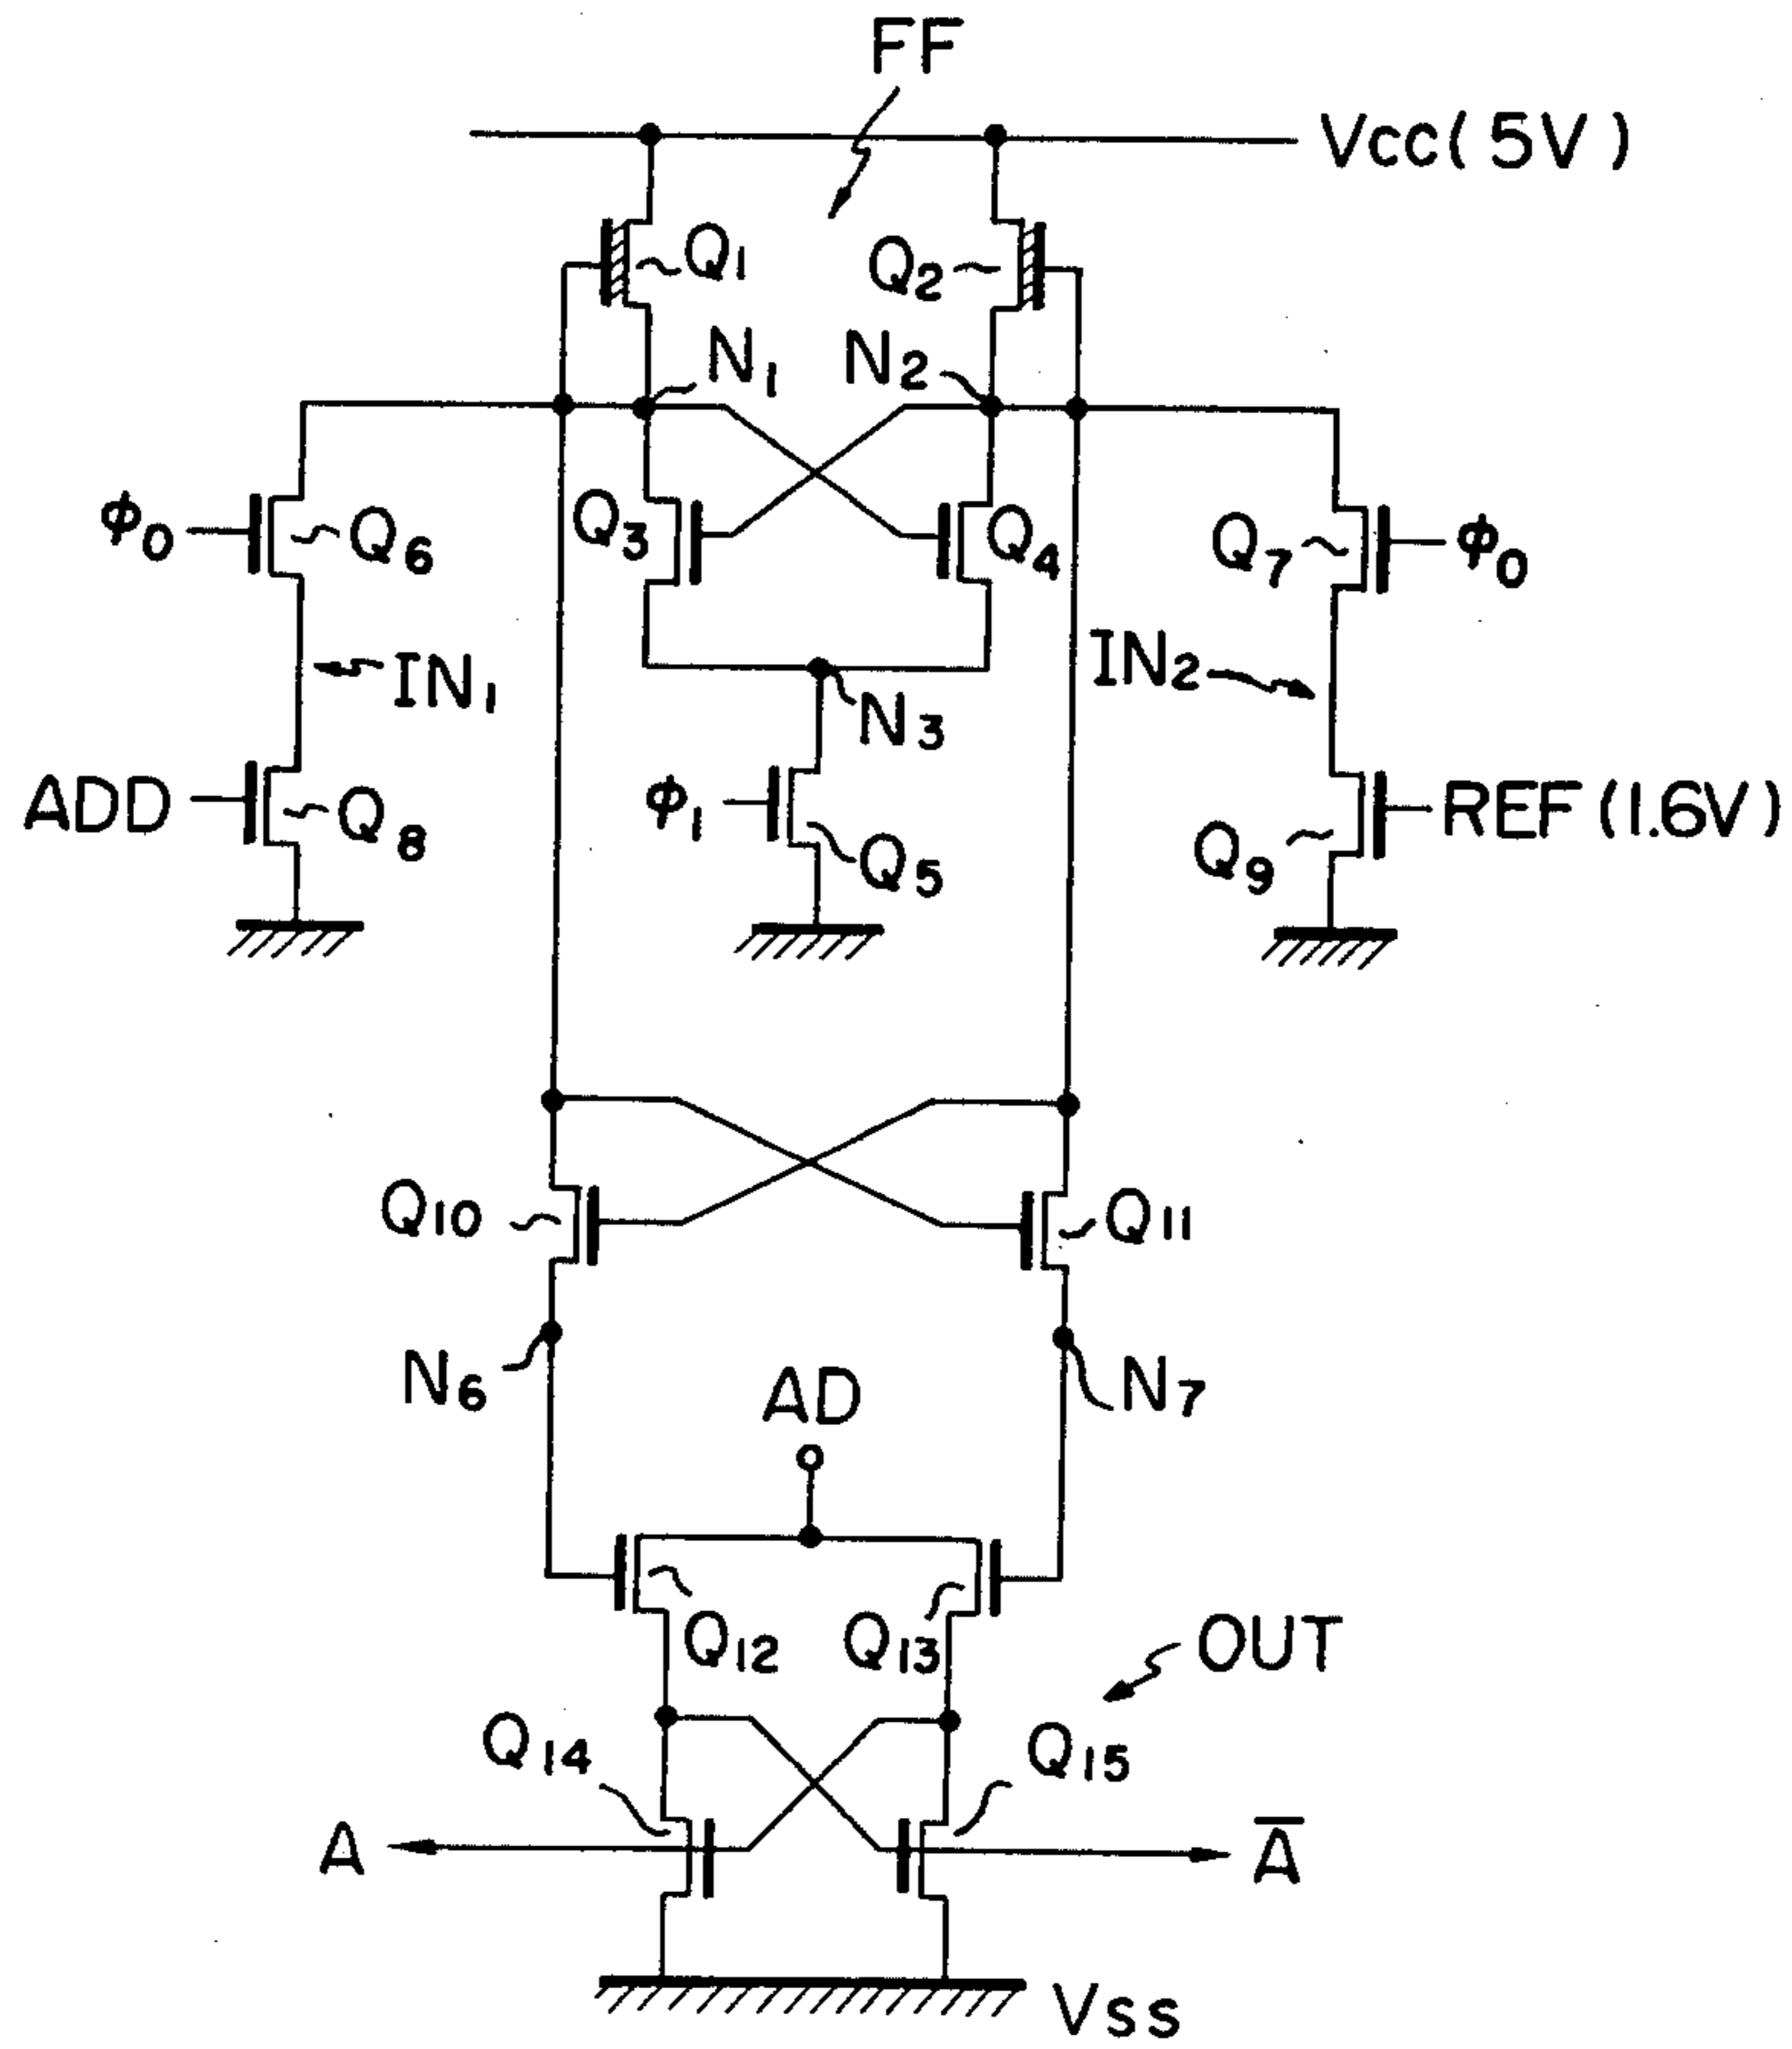 FF
Vcc(5V)
Q1
Q2
N1
N2
φ0
Q6
Q3
Q4
Q7
φ0
IN1
IN2
N3
ADD
Q8
φ1
Q5
Q9
REF(1.6V)
Q10
Q11
N6
AD
N7
Q12
Q13
OUT
Q14
Q15
A
A̅
Vss